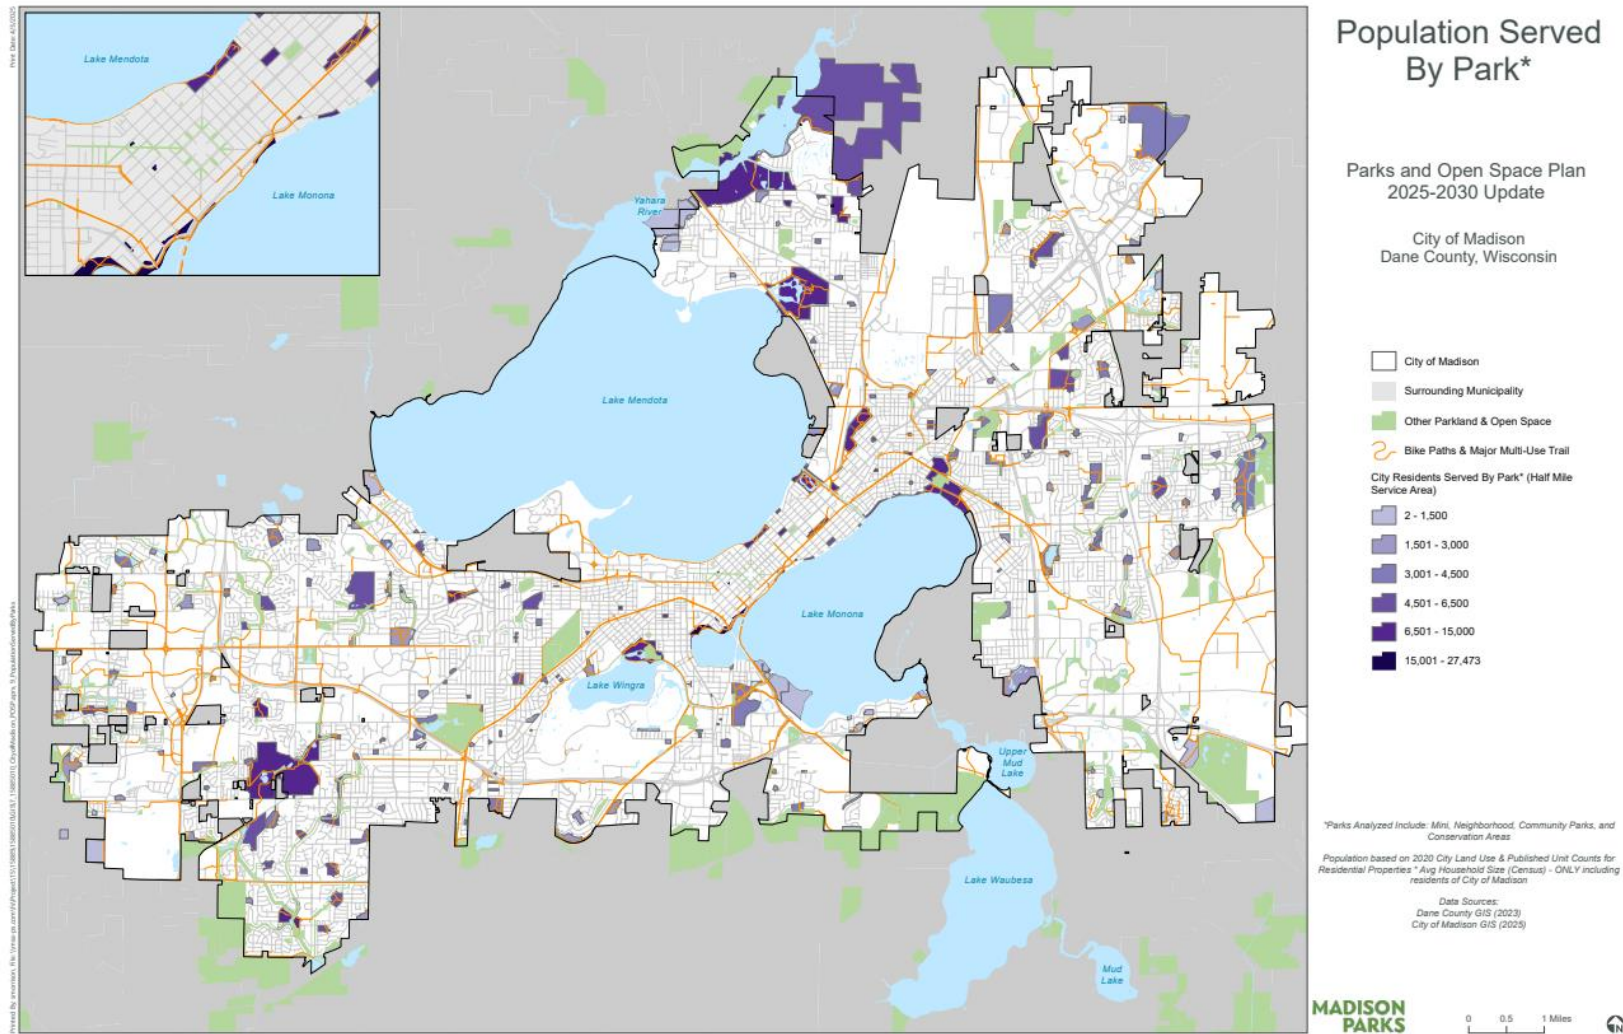 Print Date: 4/3/2025
Lake Mendota
Lake Monona
Yahara
River
Lake Mendota
Lake Monona
Lake Wingra
Upper
Mud
Lake
Lake Waubesa
Mud
Lake
Population Served
By Park*
Parks and Open Space Plan
2025-2030 Update
City of Madison
Dane County, Wisconsin
City of Madison
Surrounding Municipality
Other Parkland & Open Space
Bike Paths & Major Multi-Use Trail
City Residents Served By Park* (Half Mile
Service Area)
2 - 1,500
1,501 - 3,000
3,001 - 4,500
4,501 - 6,500
6,501 - 15,000
15,001 - 27,473
*Parks Analyzed Include: Mini, Neighborhood, Community Parks, and
Conservation Areas
Population based on 2020 City Land Use & Published Unit Counts for
Residential Properties * Avg Household Size (Census) - ONLY including
residents of City of Madison
Data Sources:
Dane County GIS (2023)
City of Madison GIS (2025)
MADISON
PARKS
0 0.5 1 Miles